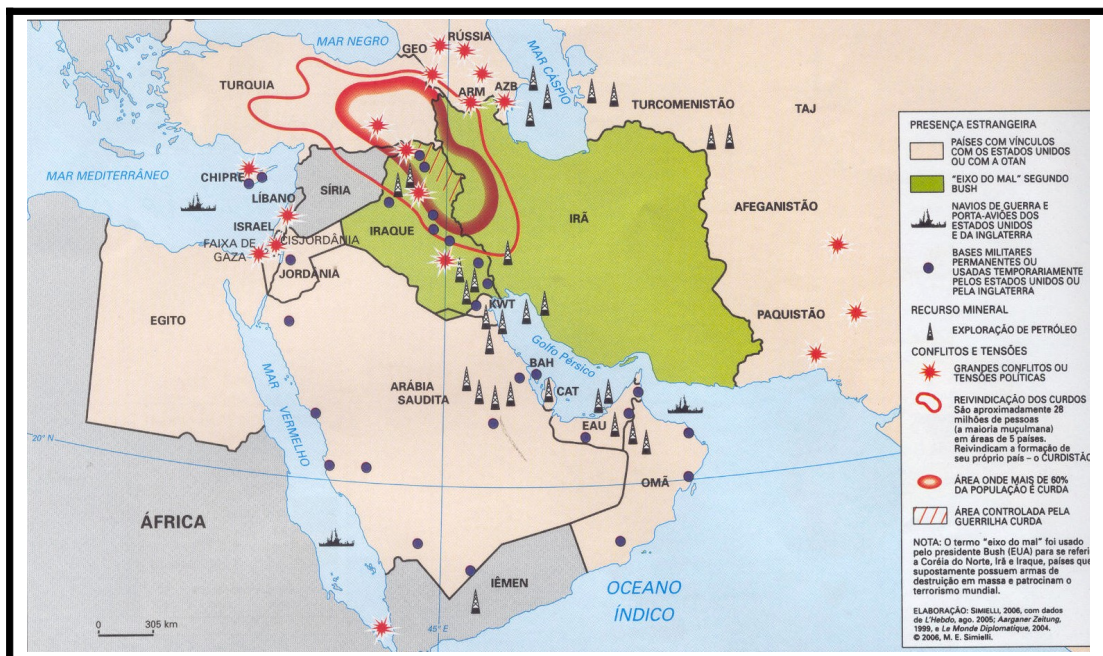 MAR NEGRO
GEO
RÚSSIA
MAR CÁSPIO
TURQUIA
ARM
AZB
TURCOMENISTÃO
TAJ
MAR MEDITERRÂNEO
CHIPRE
LÍBANO
SÍRIA
ISRAEL
CISJORDÂNIA
FAIXA DE
GAZA
JORDÂNIA
IRAQUE
IRÃ
AFEGANISTÃO
EGITO
KWT
PAQUISTÃO
Golfo Pérsico
MAR VERMELHO
ARÁBIA
SAUDITA
BAH
CAT
EAU
OMÃ
20° N
ÁFRICA
IÊMEN
OCEANO
ÍNDICO
0 305 km
45° E
PRESENÇA ESTRANGEIRA
PAÍSES COM VÍNCULOS
COM OS ESTADOS UNIDOS
OU COM A OTAN
"EIXO DO MAL" SEGUNDO
BUSH
NAVIOS DE GUERRA E
PORTA-AVIÕES DOS
ESTADOS UNIDOS
E DA INGLATERRA
BASES MILITARES
PERMANENTES OU
USADAS TEMPORARIAMENTE
PELOS ESTADOS UNIDOS OU
PELA INGLATERRA
RECURSO MINERAL
EXPLORAÇÃO DE PETRÓLEO
CONFLITOS E TENSÕES
GRANDES CONFLITOS OU
TENSÕES POLÍTICAS
REIVINDICAÇÃO DOS CURDOS
São aproximadamente 28
milhões de pessoas
(a maioria muçulmana)
em áreas de 5 países.
Reivindicam a formação de
seu próprio país – o CURDISTÃO
ÁREA ONDE MAIS DE 60%
DA POPULAÇÃO É CURDA
ÁREA CONTROLADA PELA
GUERRILHA CURDA
NOTA: O termo "eixo do mal" foi usado
pelo presidente Bush (EUA) para se referi
a Coréia do Norte, Irã e Iraque, países que
supostamente possuem armas de
destruição em massa e patrocinam o
terrorismo mundial.
ELABORAÇÃO: SIMIELLI, 2006, com dados
de L'Hebdo, ago. 2005; Aargauer Zeitung,
1999, e Le Monde Diplomatique, 2004.
© 2006, M. E. Simielli.